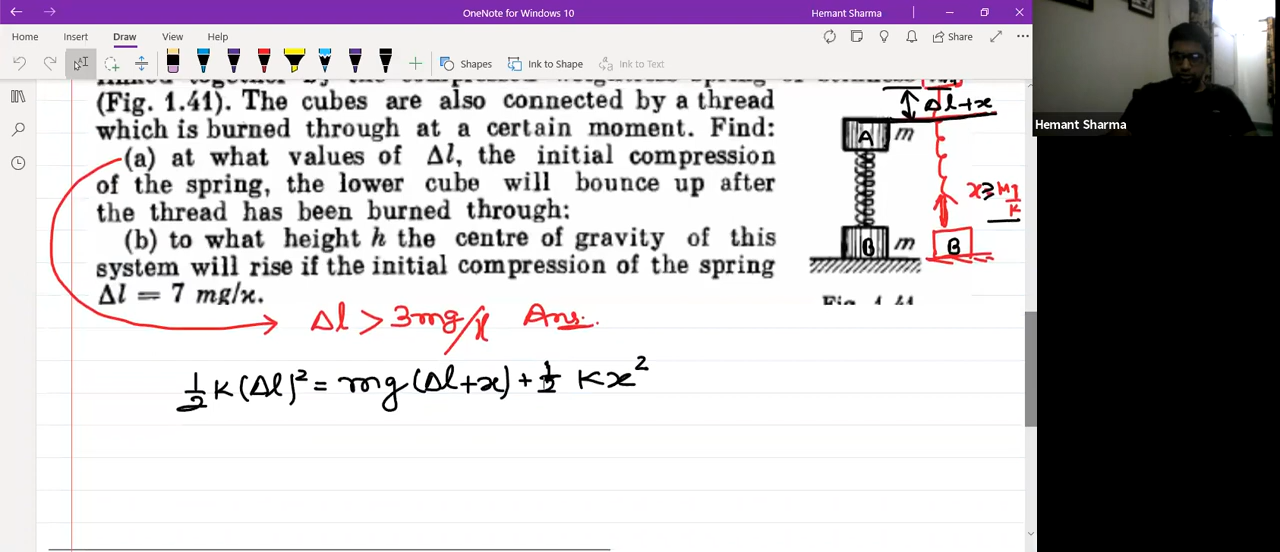 OneNote for Windows 10
Hemant Sharma
Home Insert Draw View Help
Share
Shapes Ink to Shape Ink to Text
(Fig. 1.41). The cubes are also connected by a thread
which is burned through at a certain moment. Find:
(a) at what values of Δl, the initial compression
of the spring, the lower cube will bounce up after
the thread has been burned through:
(b) to what height h the centre of gravity of this
system will rise if the initial compression of the spring
Δl = 7 mg/ϰ.
Δl+x
A m
x ≥ Mg/K
B m B
Δl > 3mg/ϰ Ans.
1/2 K(Δl)² = mg(Δl+x) + 1/2 Kx²
Hemant Sharma